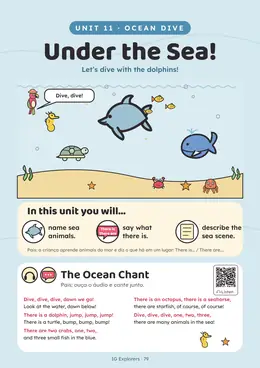 UNIT 11 · OCEAN DIVE
Under the Sea!
Let's dive with the dolphins!
Dive, dive!
In this unit you will...
name sea
animals.
say what
there is.
describe the
sea scene.
Para: a criança aprende animais do mar e diz o que há em um lugar: There is... / There are...
The Ocean Chant
Pais: ouça o áudio e cante junto.
Dive, dive, dive, down we go!
Look at the water, down below!
There is a dolphin, jump, jump, jump!
There is a turtle, bump, bump, bump!
There are two crabs, one, two,
and three small fish in the blue.
There is an octopus, there is a seahorse,
there are starfish, of course, of course!
Dive, dive, dive, one, two, three,
there are many animals in the sea!
IG Explorers · 79